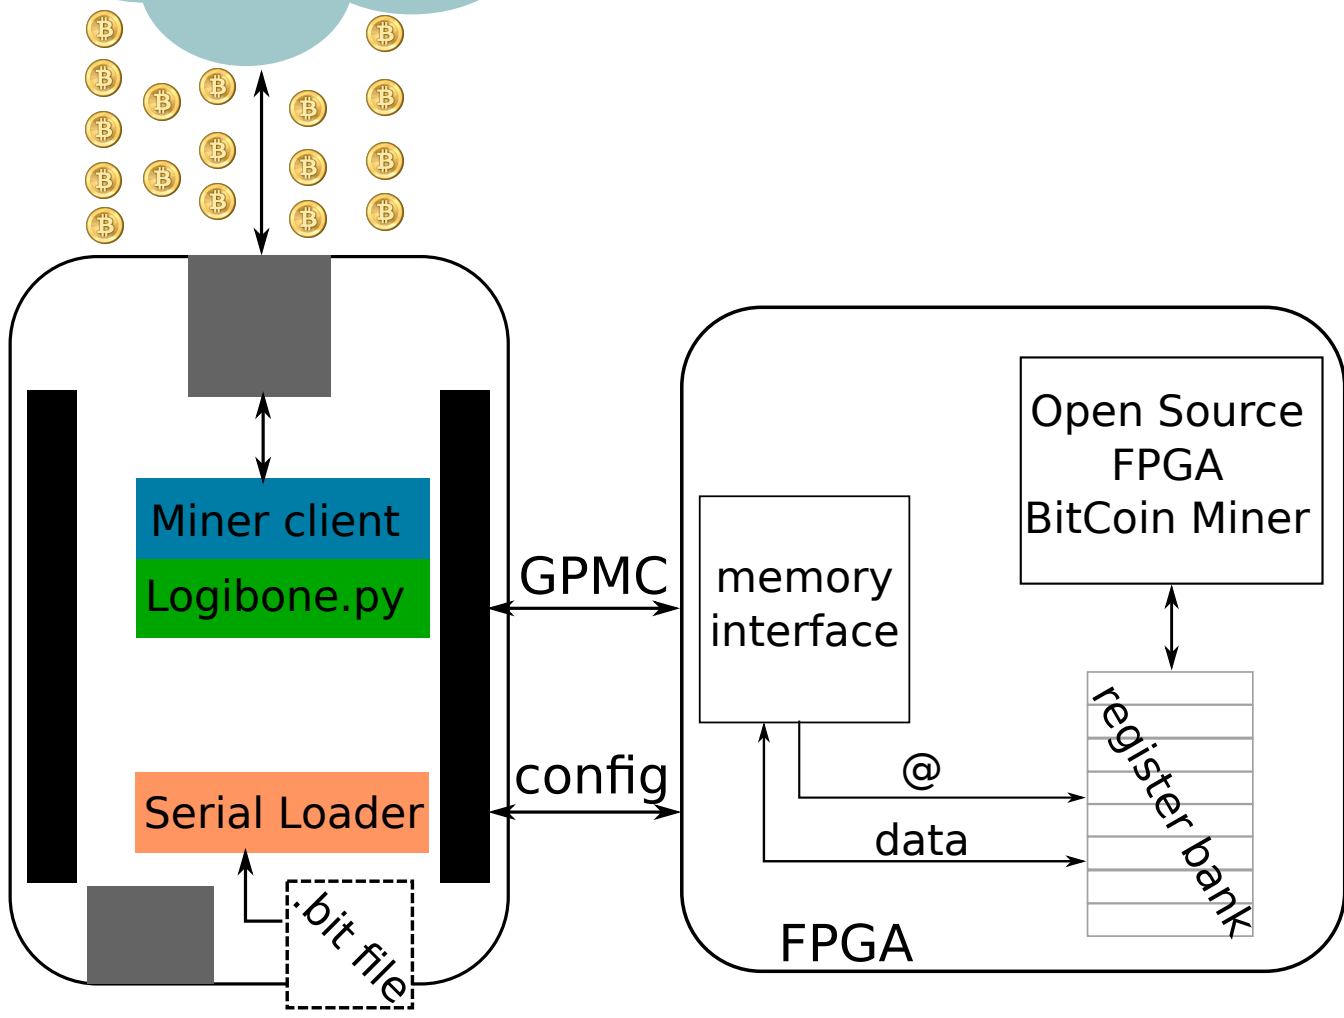 Miner client
Logibone.py
Serial Loader
.bit file
GPMC
config
memory
interface
Open Source
FPGA
BitCoin Miner
@
data
register bank
FPGA